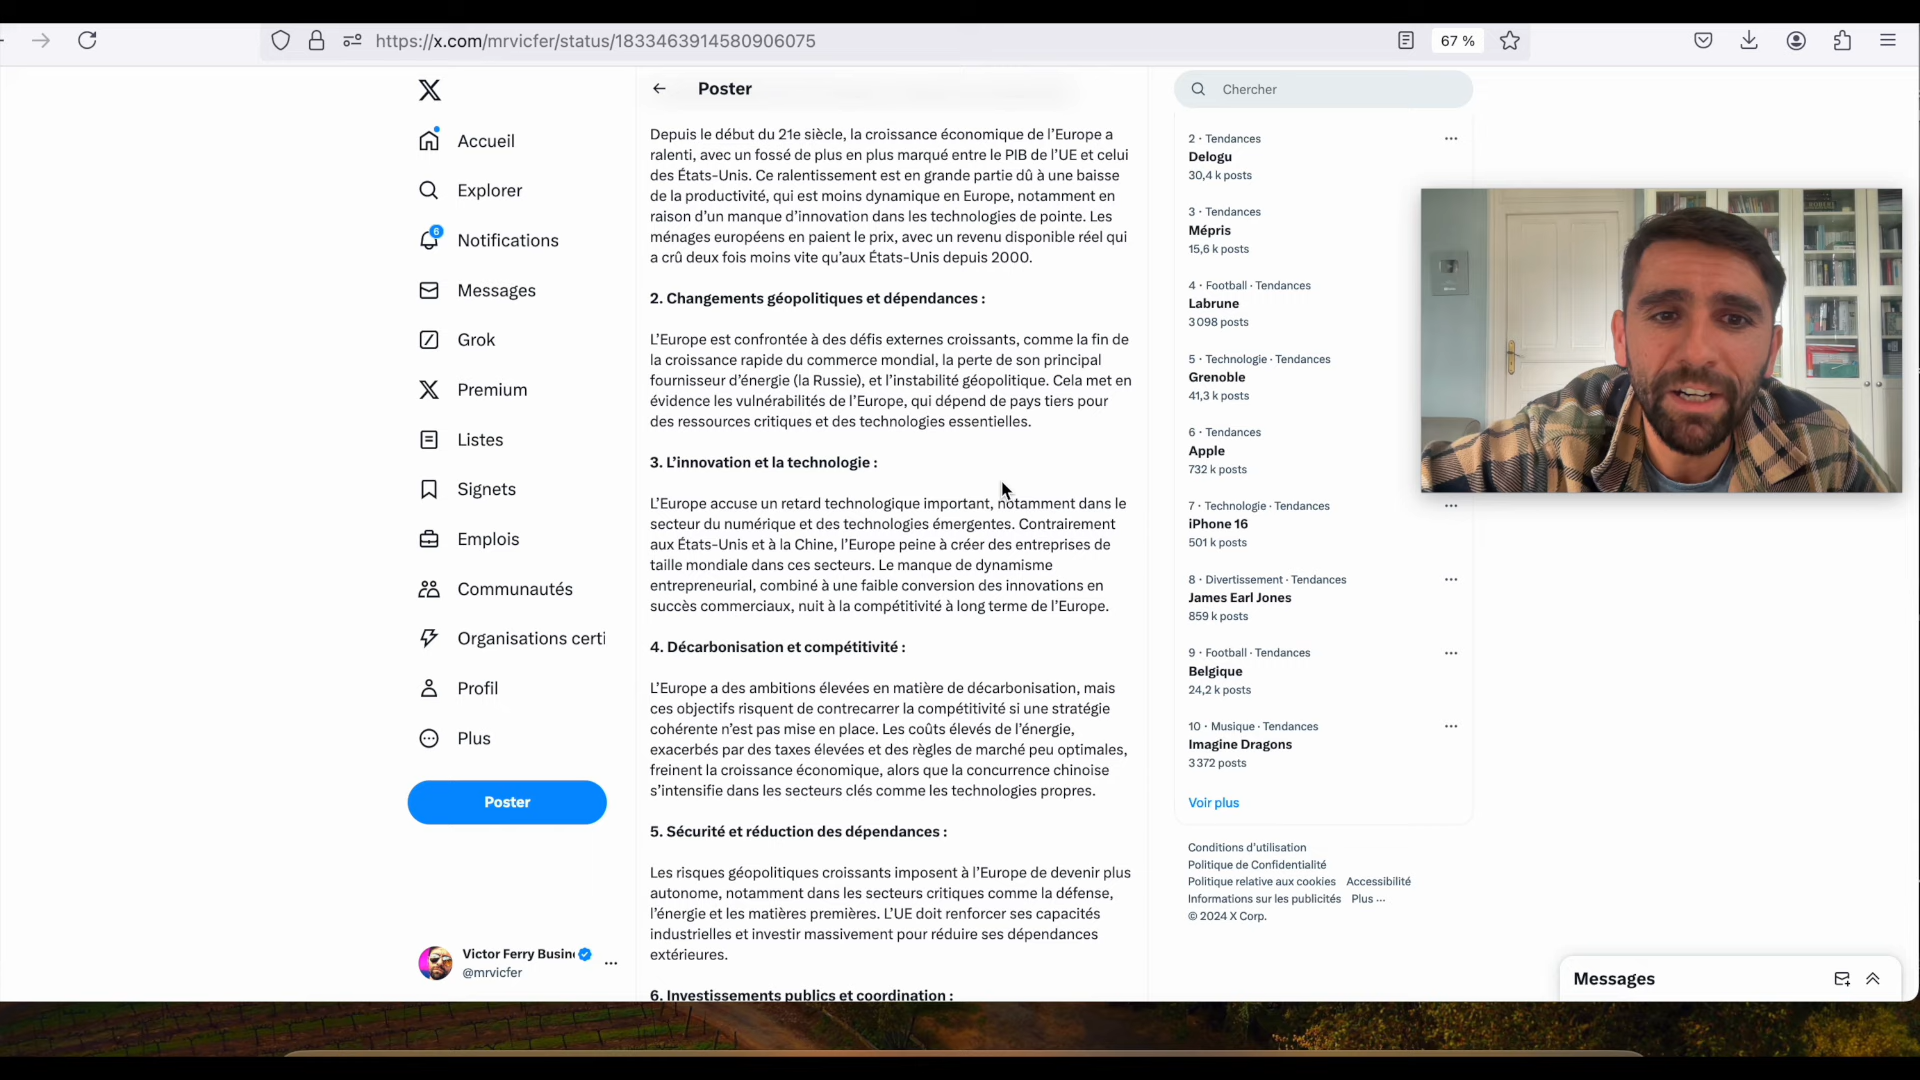 https://x.com/mrvicfer/status/1833463914580906075
67 %
Accueil
Explorer
6
Notifications
Messages
Grok
Premium
Listes
Signets
Emplois
Communautés
Organisations certi
Profil
Plus
Poster
Victor Ferry Busin
@mrvicfer
Poster
Depuis le début du 21e siècle, la croissance économique de l’Europe a
ralenti, avec un fossé de plus en plus marqué entre le PIB de l’UE et celui
des États-Unis. Ce ralentissement est en grande partie dû à une baisse
de la productivité, qui est moins dynamique en Europe, notamment en
raison d’un manque d’innovation dans les technologies de pointe. Les
ménages européens en paient le prix, avec un revenu disponible réel qui
a crû deux fois moins vite qu’aux États-Unis depuis 2000.
2. Changements géopolitiques et dépendances :
L’Europe est confrontée à des défis externes croissants, comme la fin de
la croissance rapide du commerce mondial, la perte de son principal
fournisseur d’énergie (la Russie), et l’instabilité géopolitique. Cela met en
évidence les vulnérabilités de l’Europe, qui dépend de pays tiers pour
des ressources critiques et des technologies essentielles.
3. L’innovation et la technologie :
L’Europe accuse un retard technologique important, notamment dans le
secteur du numérique et des technologies émergentes. Contrairement
aux États-Unis et à la Chine, l’Europe peine à créer des entreprises de
taille mondiale dans ces secteurs. Le manque de dynamisme
entrepreneurial, combiné à une faible conversion des innovations en
succès commerciaux, nuit à la compétitivité à long terme de l’Europe.
4. Décarbonisation et compétitivité :
L’Europe a des ambitions élevées en matière de décarbonisation, mais
ces objectifs risquent de contrecarrer la compétitivité si une stratégie
cohérente n’est pas mise en place. Les coûts élevés de l’énergie,
exacerbés par des taxes élevées et des règles de marché peu optimales,
freinent la croissance économique, alors que la concurrence chinoise
s’intensifie dans les secteurs clés comme les technologies propres.
5. Sécurité et réduction des dépendances :
Les risques géopolitiques croissants imposent à l’Europe de devenir plus
autonome, notamment dans les secteurs critiques comme la défense,
l’énergie et les matières premières. L’UE doit renforcer ses capacités
industrielles et investir massivement pour réduire ses dépendances
extérieures.
6. Investissements publics et coordination :
Chercher
2 · Tendances
Delogu
30,4 k posts
3 · Tendances
Mépris
15,6 k posts
4 · Football · Tendances
Labrune
3 098 posts
5 · Technologie · Tendances
Grenoble
41,3 k posts
6 · Tendances
Apple
732 k posts
7 · Technologie · Tendances
iPhone 16
501 k posts
8 · Divertissement · Tendances
James Earl Jones
859 k posts
9 · Football · Tendances
Belgique
24,2 k posts
10 · Musique · Tendances
Imagine Dragons
3 372 posts
Voir plus
Conditions d’utilisation
Politique de Confidentialité
Politique relative aux cookies Accessibilité
Informations sur les publicités Plus ···
© 2024 X Corp.
Messages